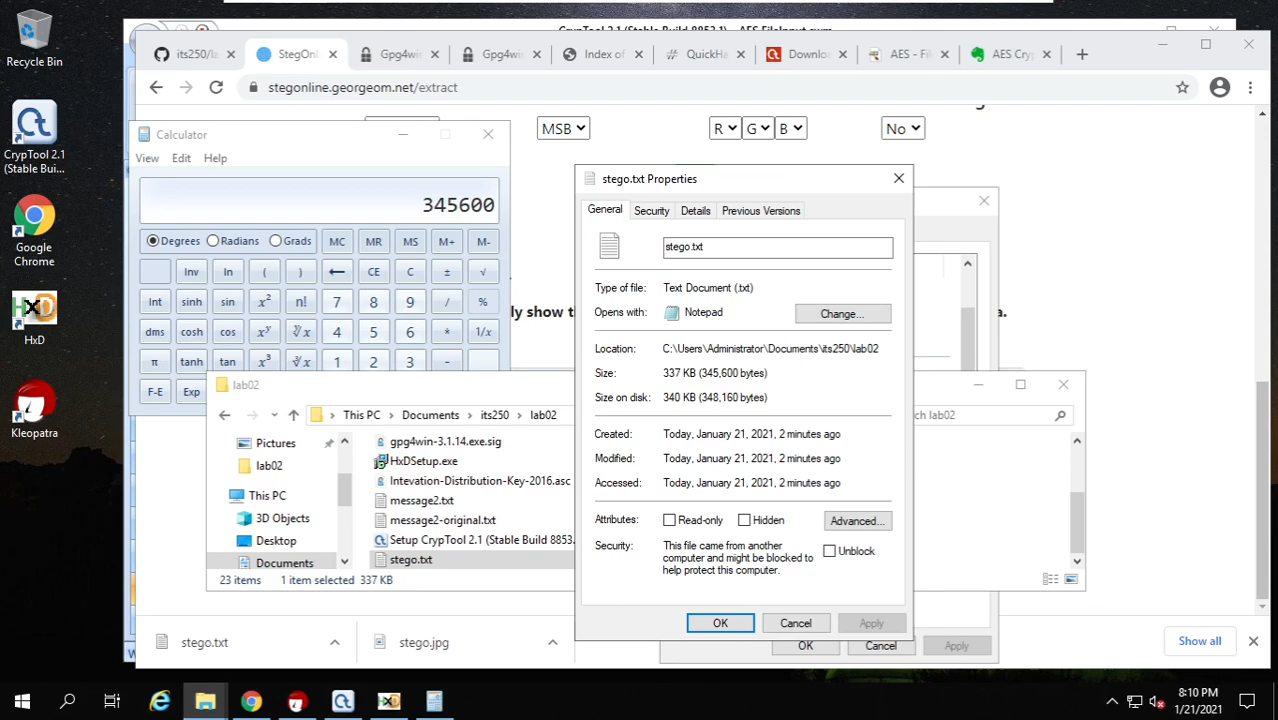 Recycle Bin
CrypTool 2.1
(Stable Bui...
Google
Chrome
HxD
Kleopatra
CrypTool 2.1 (Stable Build 8853.1)
its250/la
StegOnl
Gpg4wi
Gpg4wi
Index of
QuickHa
Downlo
AES - Fi
AES Cry
stegonline.georgeom.net/extract
MSB
R
G
B
No
Calculator
View
Edit
Help
345600
Degrees
Radians
Grads
MC
MR
MS
M+
M-
Inv
ln
(
)
←
CE
C
±
√
Int
sinh
sin
x²
n!
7
8
9
/
%
dms
cosh
cos
4
5
6
*
1/x
π
tanh
tan
x³
1
2
3
-
F-E
Exp
ly show t
a.
lab02
This PC
Documents
its250
lab02
ch lab02
Pictures
lab02
This PC
3D Objects
Desktop
Documents
gpg4win-3.1.14.exe.sig
HxDSetup.exe
Intevation-Distribution-Key-2016.asc
message2.txt
message2-original.txt
Setup CrypTool 2.1 (Stable Build 8853.
stego.txt
23 items
1 item selected 337 KB
stego.txt Properties
General
Security
Details
Previous Versions
stego.txt
Type of file:
Text Document (.txt)
Opens with:
Notepad
Change...
Location:
C:\Users\Administrator\Documents\its250\lab02
Size:
337 KB (345,600 bytes)
Size on disk:
340 KB (348,160 bytes)
Created:
Today, January 21, 2021, 2 minutes ago
Modified:
Today, January 21, 2021, 2 minutes ago
Accessed:
Today, January 21, 2021, 2 minutes ago
Attributes:
Read-only
Hidden
Advanced...
Security:
This file came from another
computer and might be blocked to
help protect this computer.
Unblock
OK
Cancel
Apply
OK
Cancel
Apply
stego.txt
stego.jpg
Show all
8:10 PM
1/21/2021